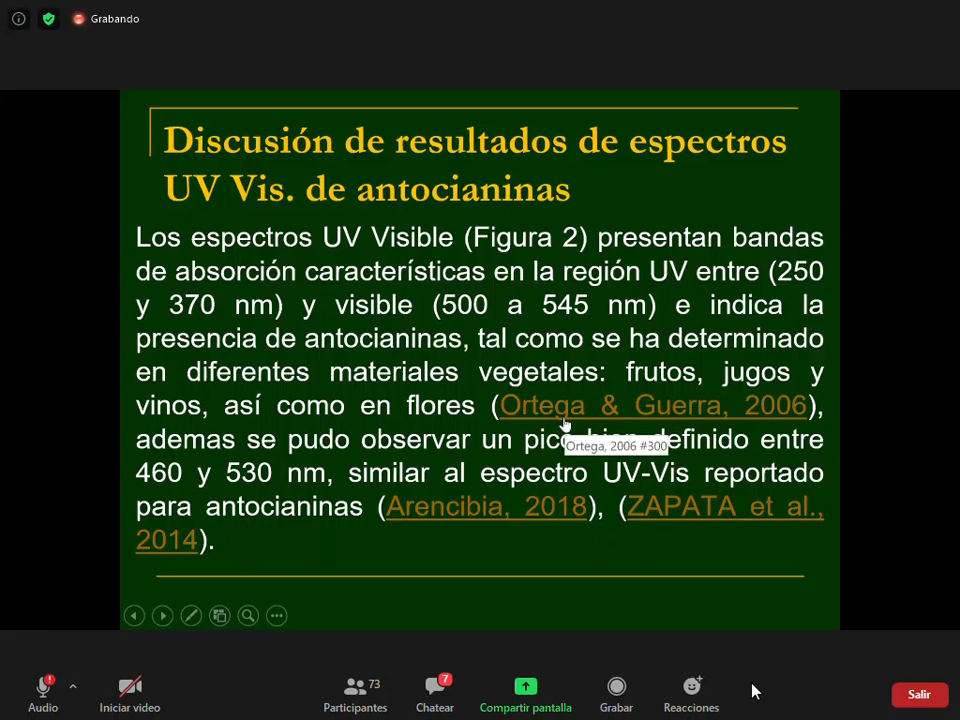 Grabando
Discusión de resultados de espectros
UV Vis. de antocianinas
Los espectros UV Visible (Figura 2) presentan bandas
de absorción características en la región UV entre (250
y 370 nm) y visible (500 a 545 nm) e indica la
presencia de antocianinas, tal como se ha determinado
en diferentes materiales vegetales: frutos, jugos y
vinos, así como en flores (Ortega & Guerra, 2006),
ademas se pudo observar un pico bien definido entre
Ortega, 2006 #300
460 y 530 nm, similar al espectro UV-Vis reportado
para antocianinas (Arencibia, 2018), (ZAPATA et al.,
2014).
73
7
Audio
Iniciar video
Participantes
Chatear
Compartir pantalla
Grabar
Reacciones
Salir